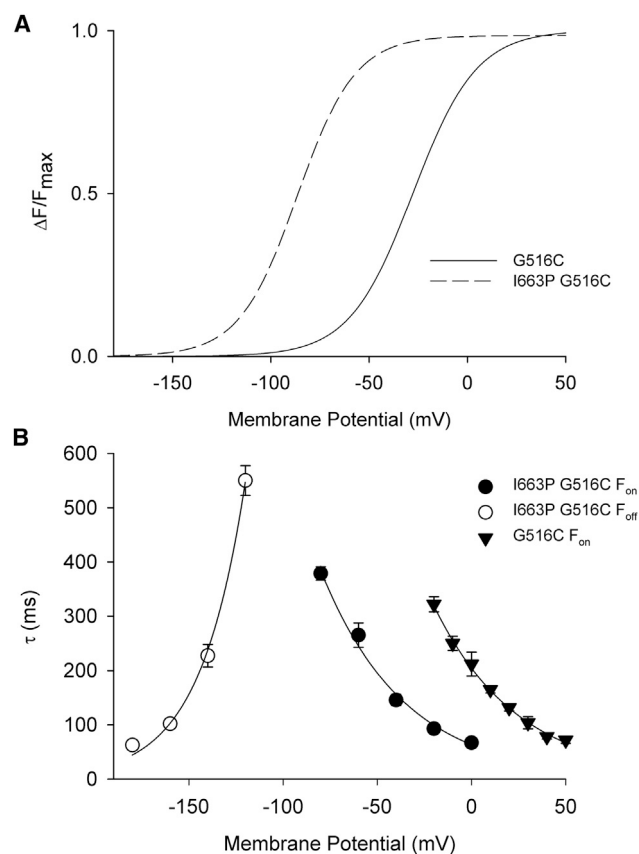 A
1.0
0.5
0.0
ΔF/Fmax
G516C
I663P G516C
-150 -100 -50 0 50
Membrane Potential (mV)
B
600
500
400
300
200
100
0
τ (ms)
I663P G516C Fon
I663P G516C Foff
G516C Fon
-150 -100 -50 0 50
Membrane Potential (mV)